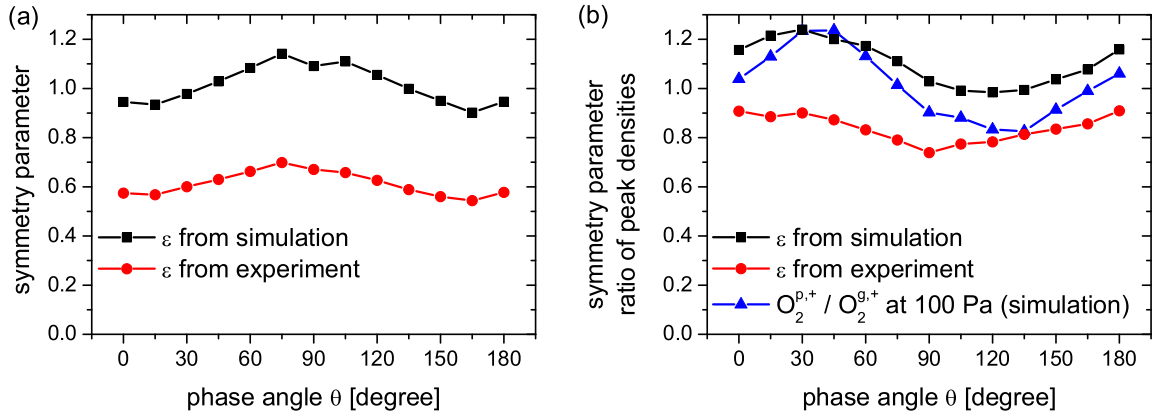 (a)
1.2
1.0
0.8
0.6
0.4
0.2
0.0
symmetry parameter
ε from simulation
ε from experiment
0 30 60 90 120 150 180
phase angle θ [degree]
(b)
1.2
1.0
0.8
0.6
0.4
0.2
0.0
symmetry parameter
ratio of peak densities
ε from simulation
ε from experiment
O₂ᵖ,⁺ / O₂ᵍ,⁺ at 100 Pa (simulation)
0 30 60 90 120 150 180
phase angle θ [degree]